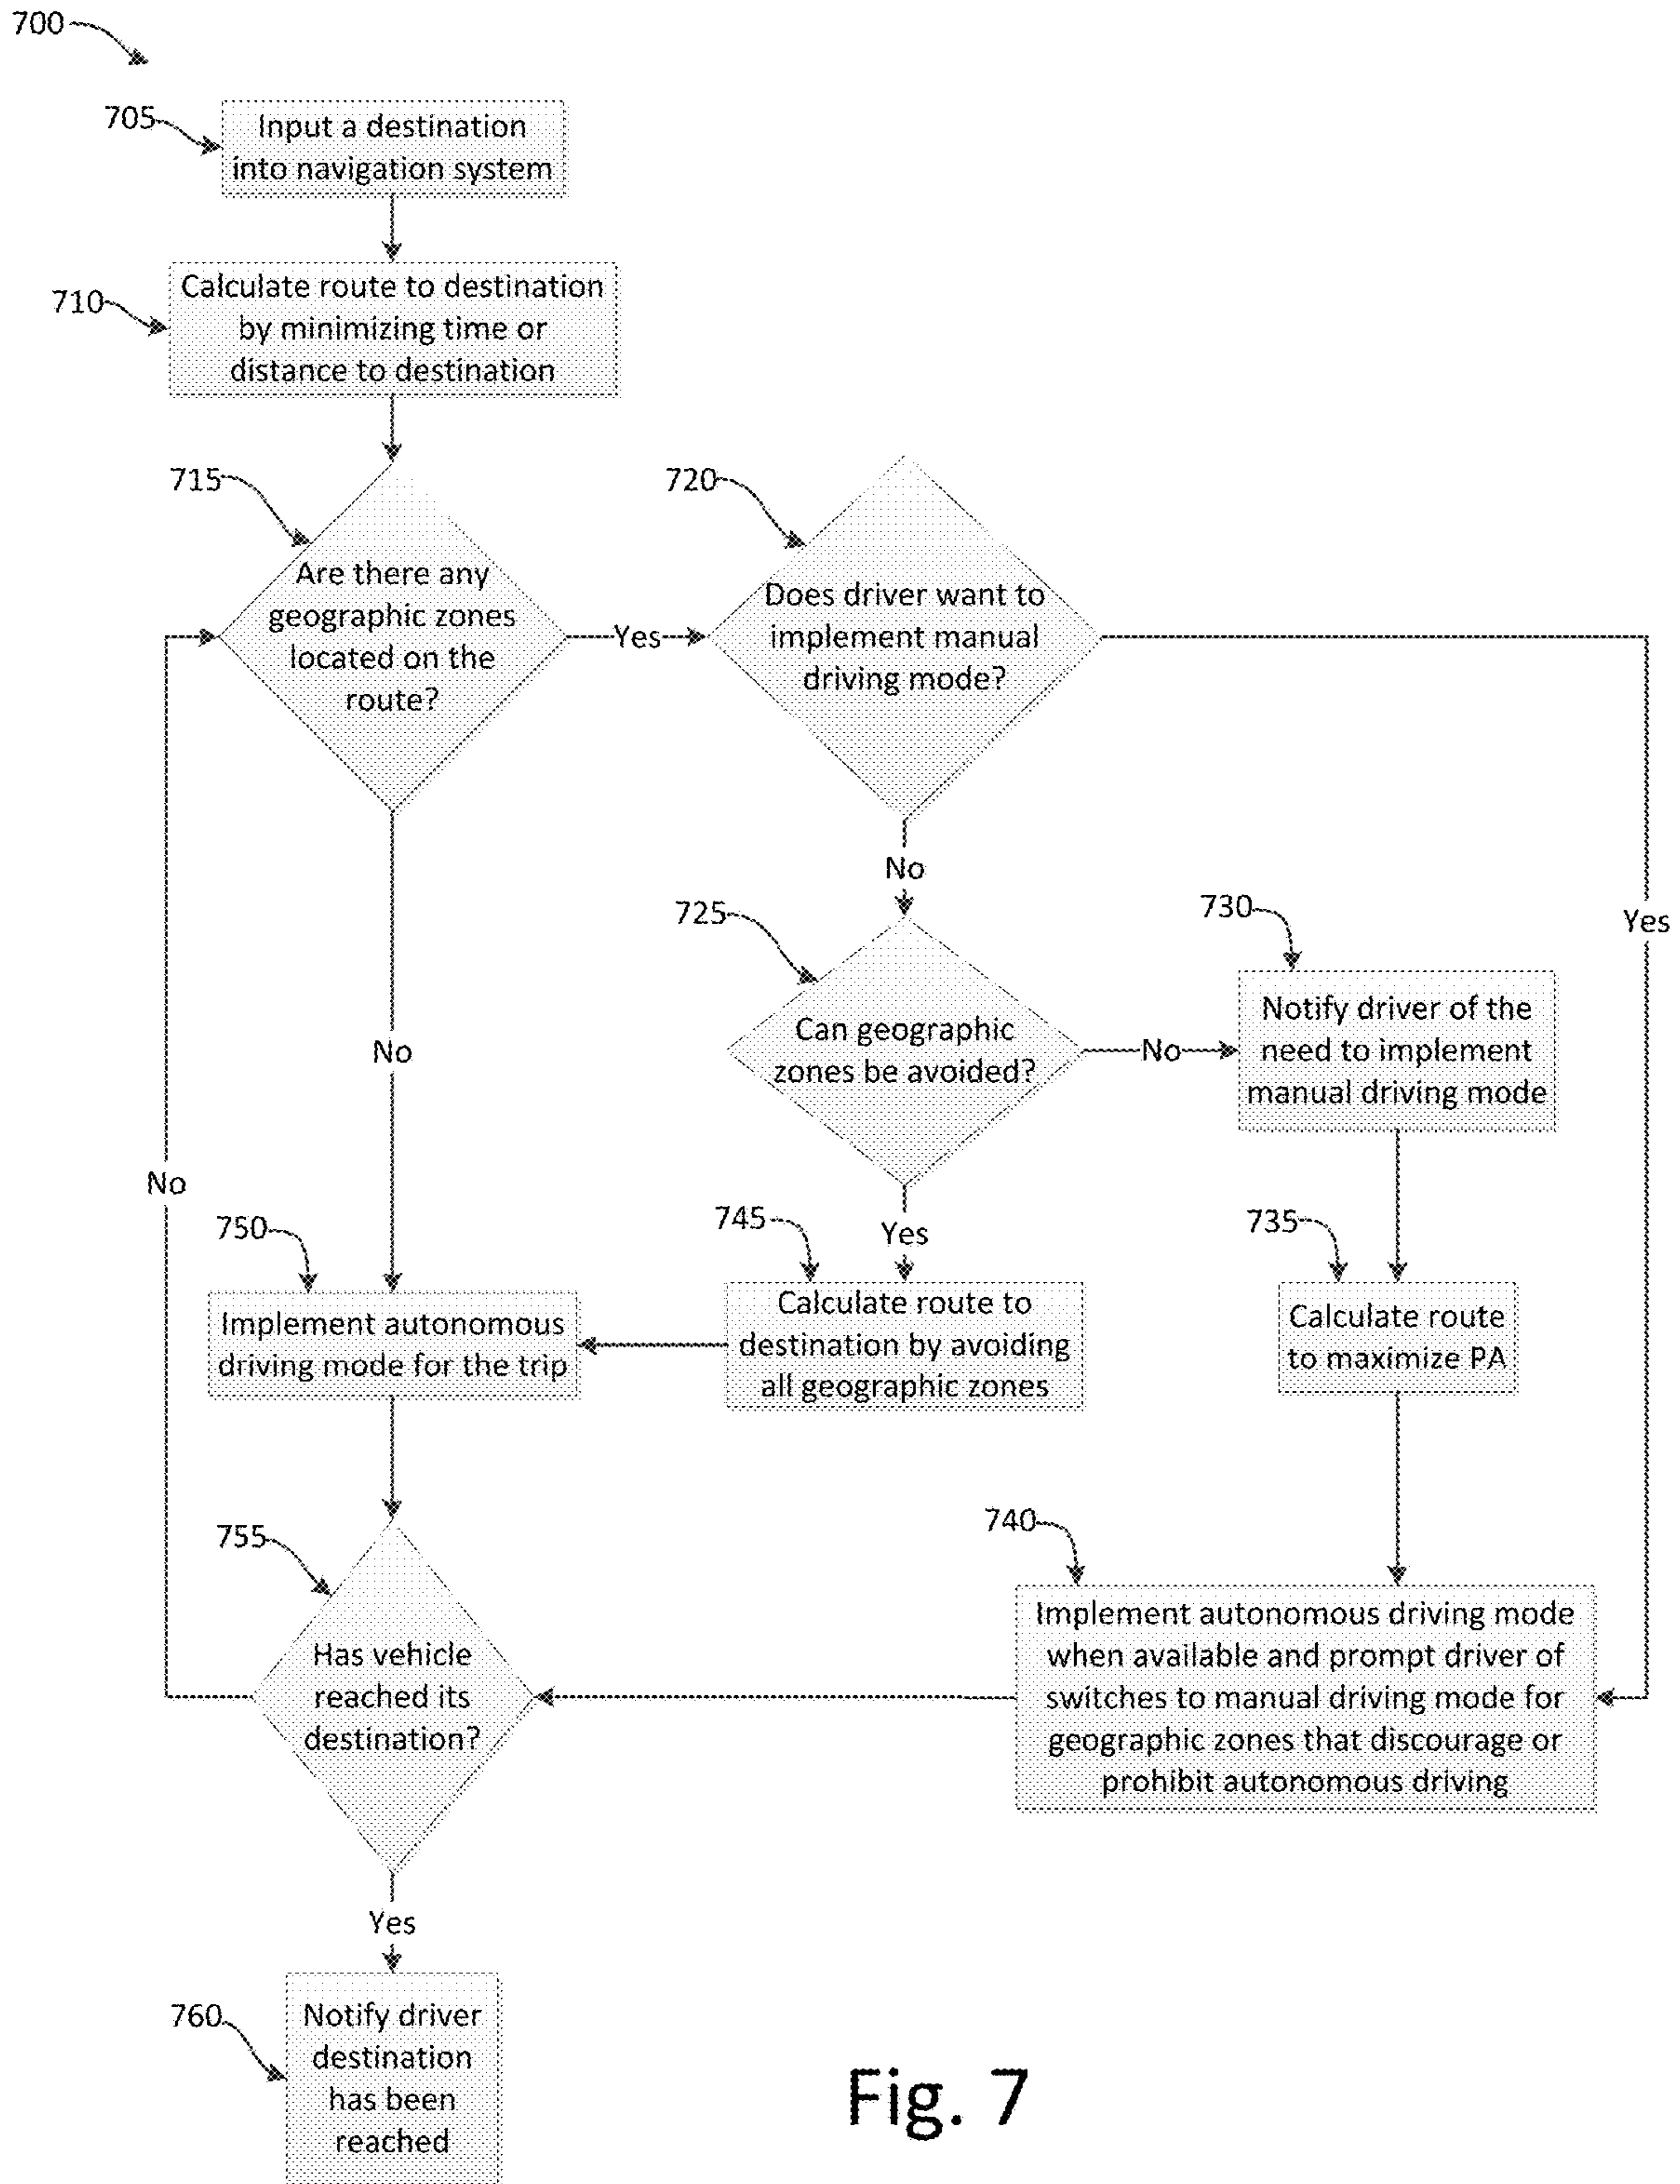 700
705
Input a destination
into navigation system
710
Calculate route to destination
by minimizing time or
distance to destination
715
Are there any
geographic zones
located on the
route?
Yes
720
Does driver want to
implement manual
driving mode?
No
Yes
725
Can geographic
zones be avoided?
No
730
Notify driver of the
need to implement
manual driving mode
No
No
Yes
735
Calculate route
to maximize PA
745
Calculate route to
destination by avoiding
all geographic zones
750
Implement autonomous
driving mode for the trip
740
Implement autonomous driving mode
when available and prompt driver of
switches to manual driving mode for
geographic zones that discourage or
prohibit autonomous driving
755
Has vehicle
reached its
destination?
Yes
760
Notify driver
destination
has been
reached
Fig. 7